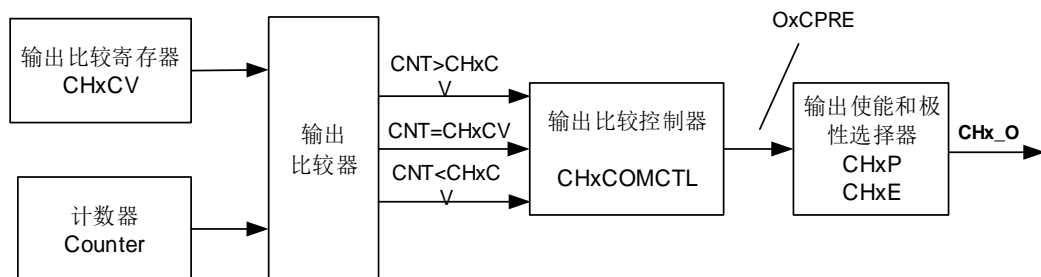 OxCPRE
输出比较寄存器
CHxCV
CNT>CHxC
V
输出
比较器
CNT=CHxCV
CNT<CHxC
V
输出比较控制器
CHxCOMCTL
输出使能和极
性选择器
CHxP
CHxE
CHx_O
计数器
Counter